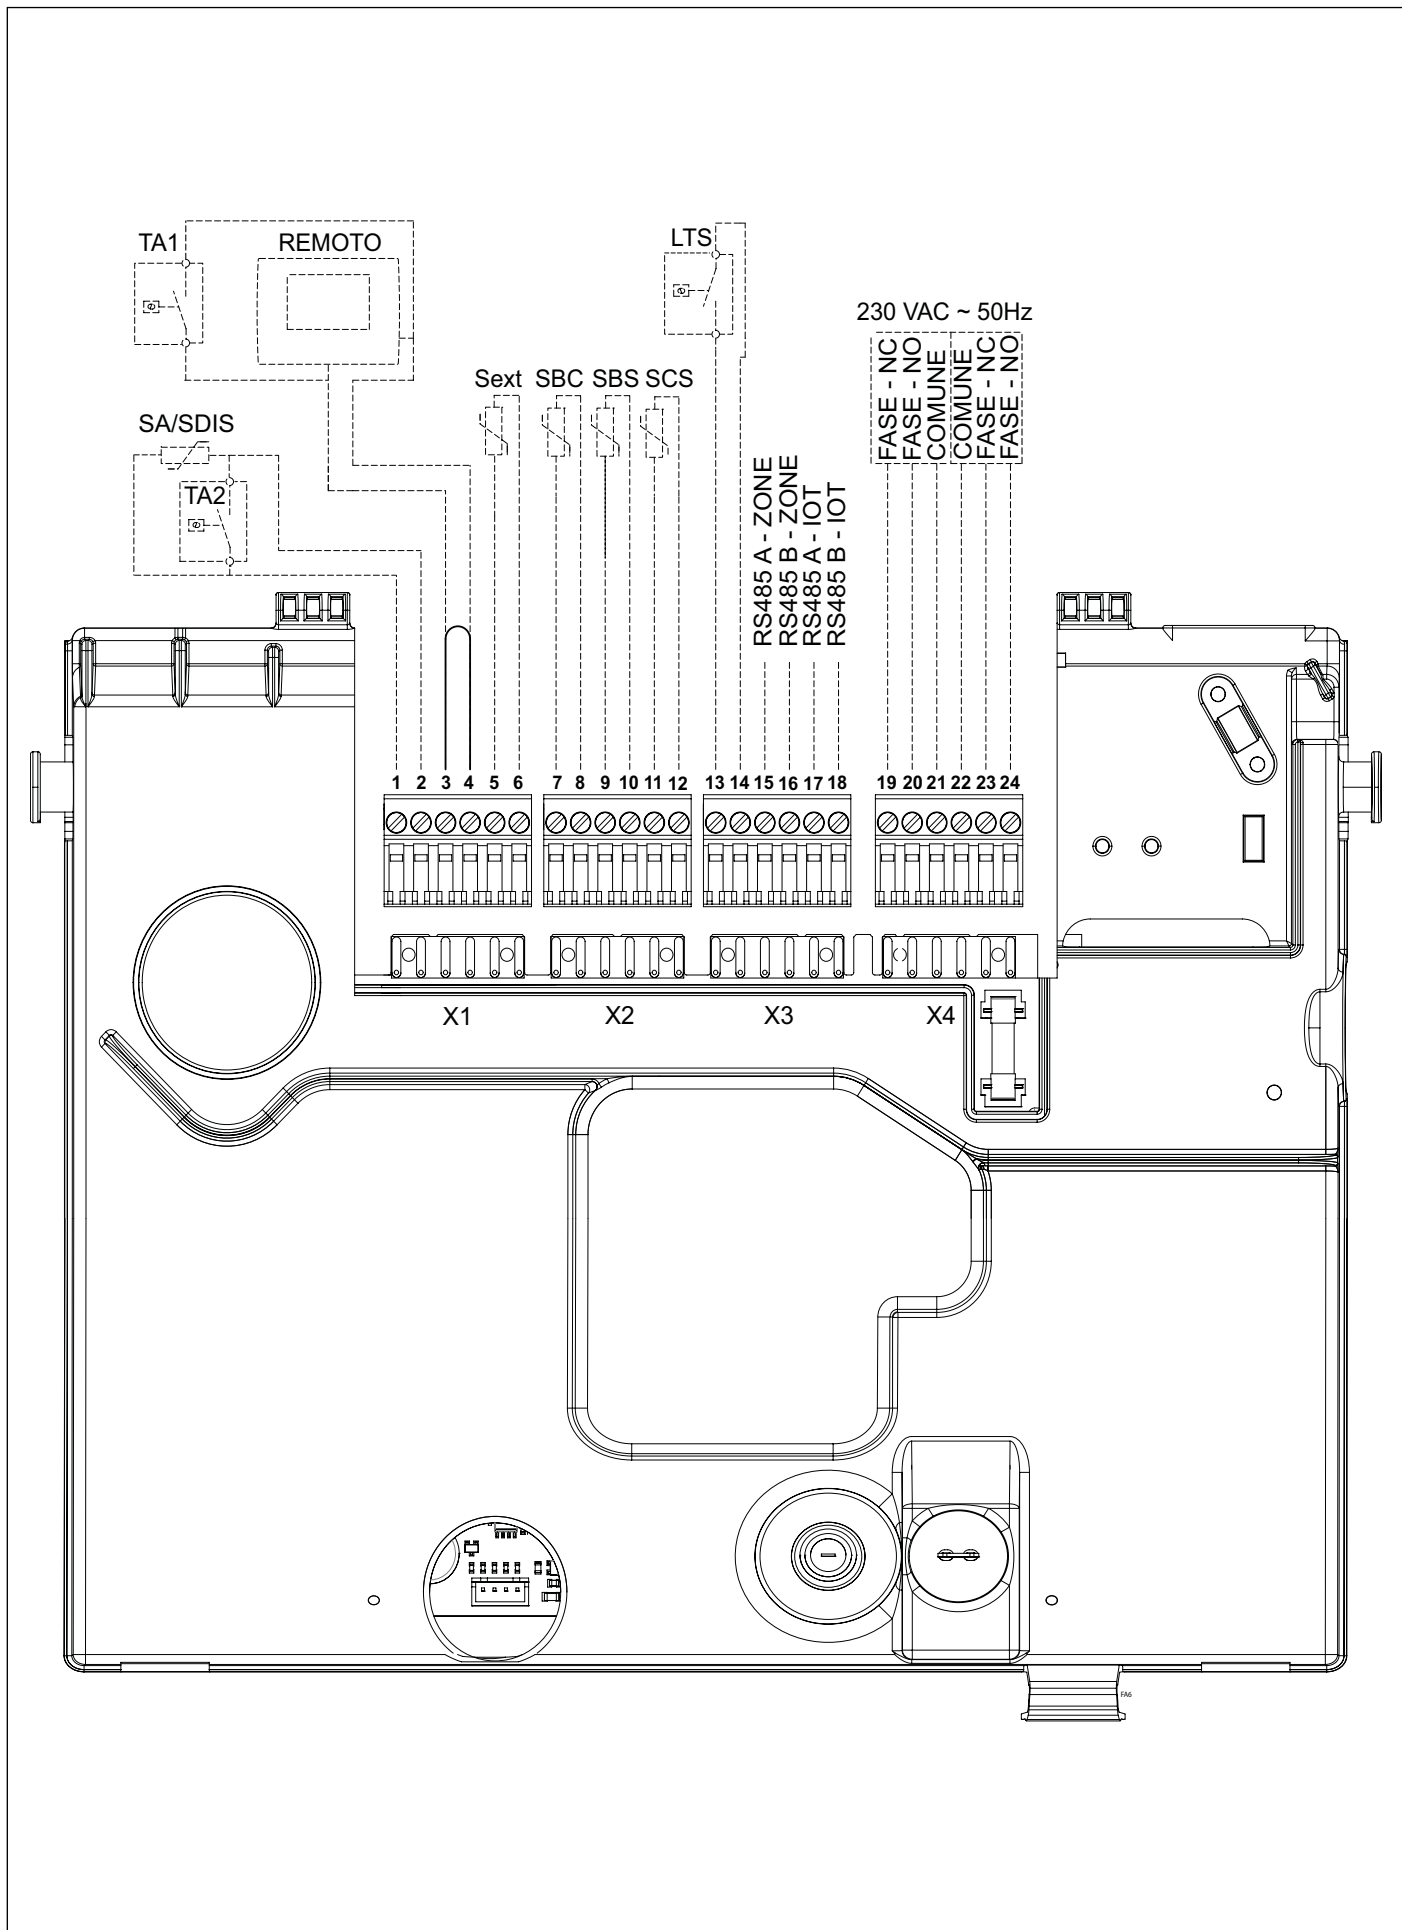 TA1
REMOTO
LTS
230 VAC ~ 50Hz
FASE - NC
FASE - NO
COMUNE
COMUNE
FASE - NC
FASE - NO
Sext
SBC
SBS
SCS
SA/SDIS
TA2
RS485 A - ZONE
RS485 B - ZONE
RS485 A - IOT
RS485 B - IOT
1 2 3 4 5 6 7 8 9 10 11 12 13 14 15 16 17 18 19 20 21 22 23 24
X1 X2 X3 X4
FA6